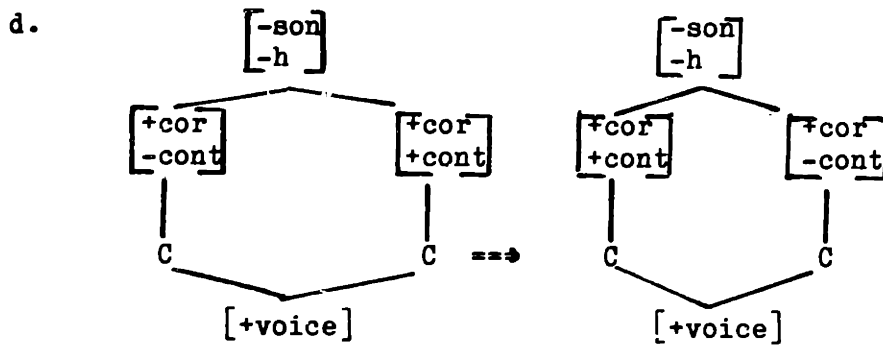 d.
[-son [-son
-h] -h]
[+cor [+cor [+cor [+cor
-cont] +cont] +cont] -cont]
C C ==> C C
[+voice] [+voice]